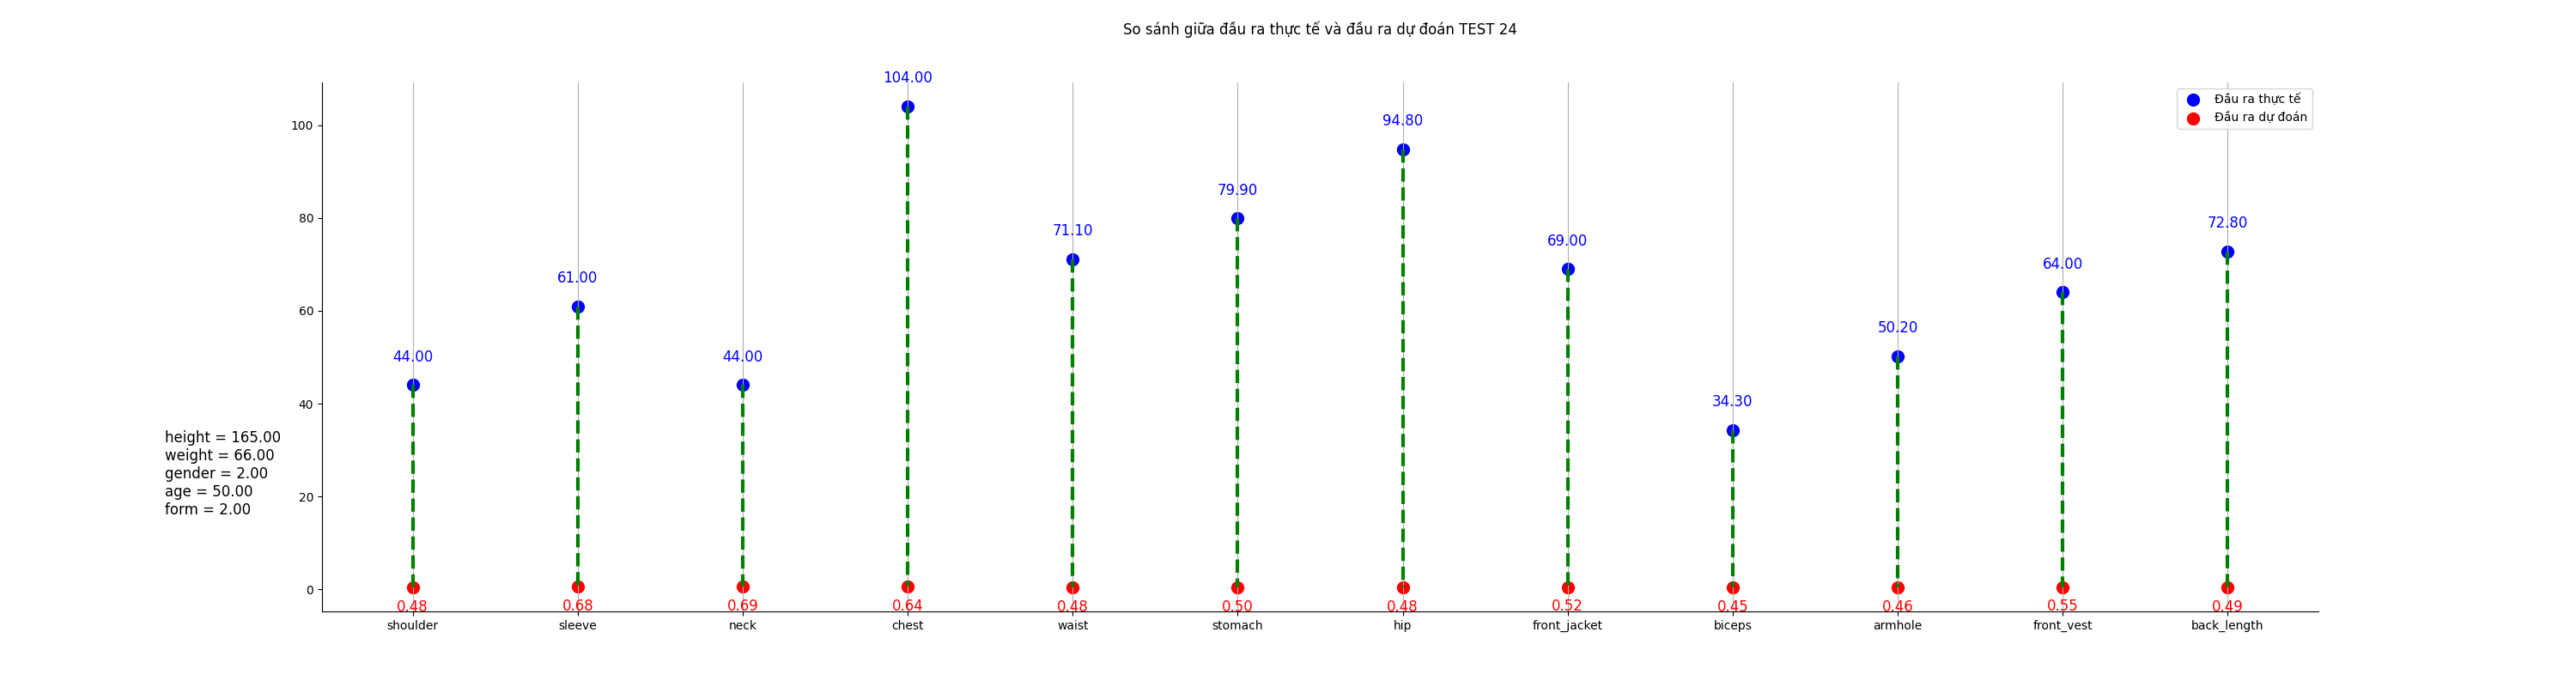 So sánh giữa đầu ra thực tế và đầu ra dự đoán TEST 24
Đầu ra thực tế
Đầu ra dự đoán
100
80
60
40
20
0
104.00
94.80
79.90
72.80
71.10
69.00
64.00
61.00
50.20
44.00
44.00
34.30
height = 165.00
weight = 66.00
gender = 2.00
age = 50.00
form = 2.00
0.48 0.68 0.69 0.64 0.48 0.50 0.48 0.52 0.45 0.46 0.55 0.49
shoulder sleeve neck chest waist stomach hip front_jacket biceps armhole front_vest back_length